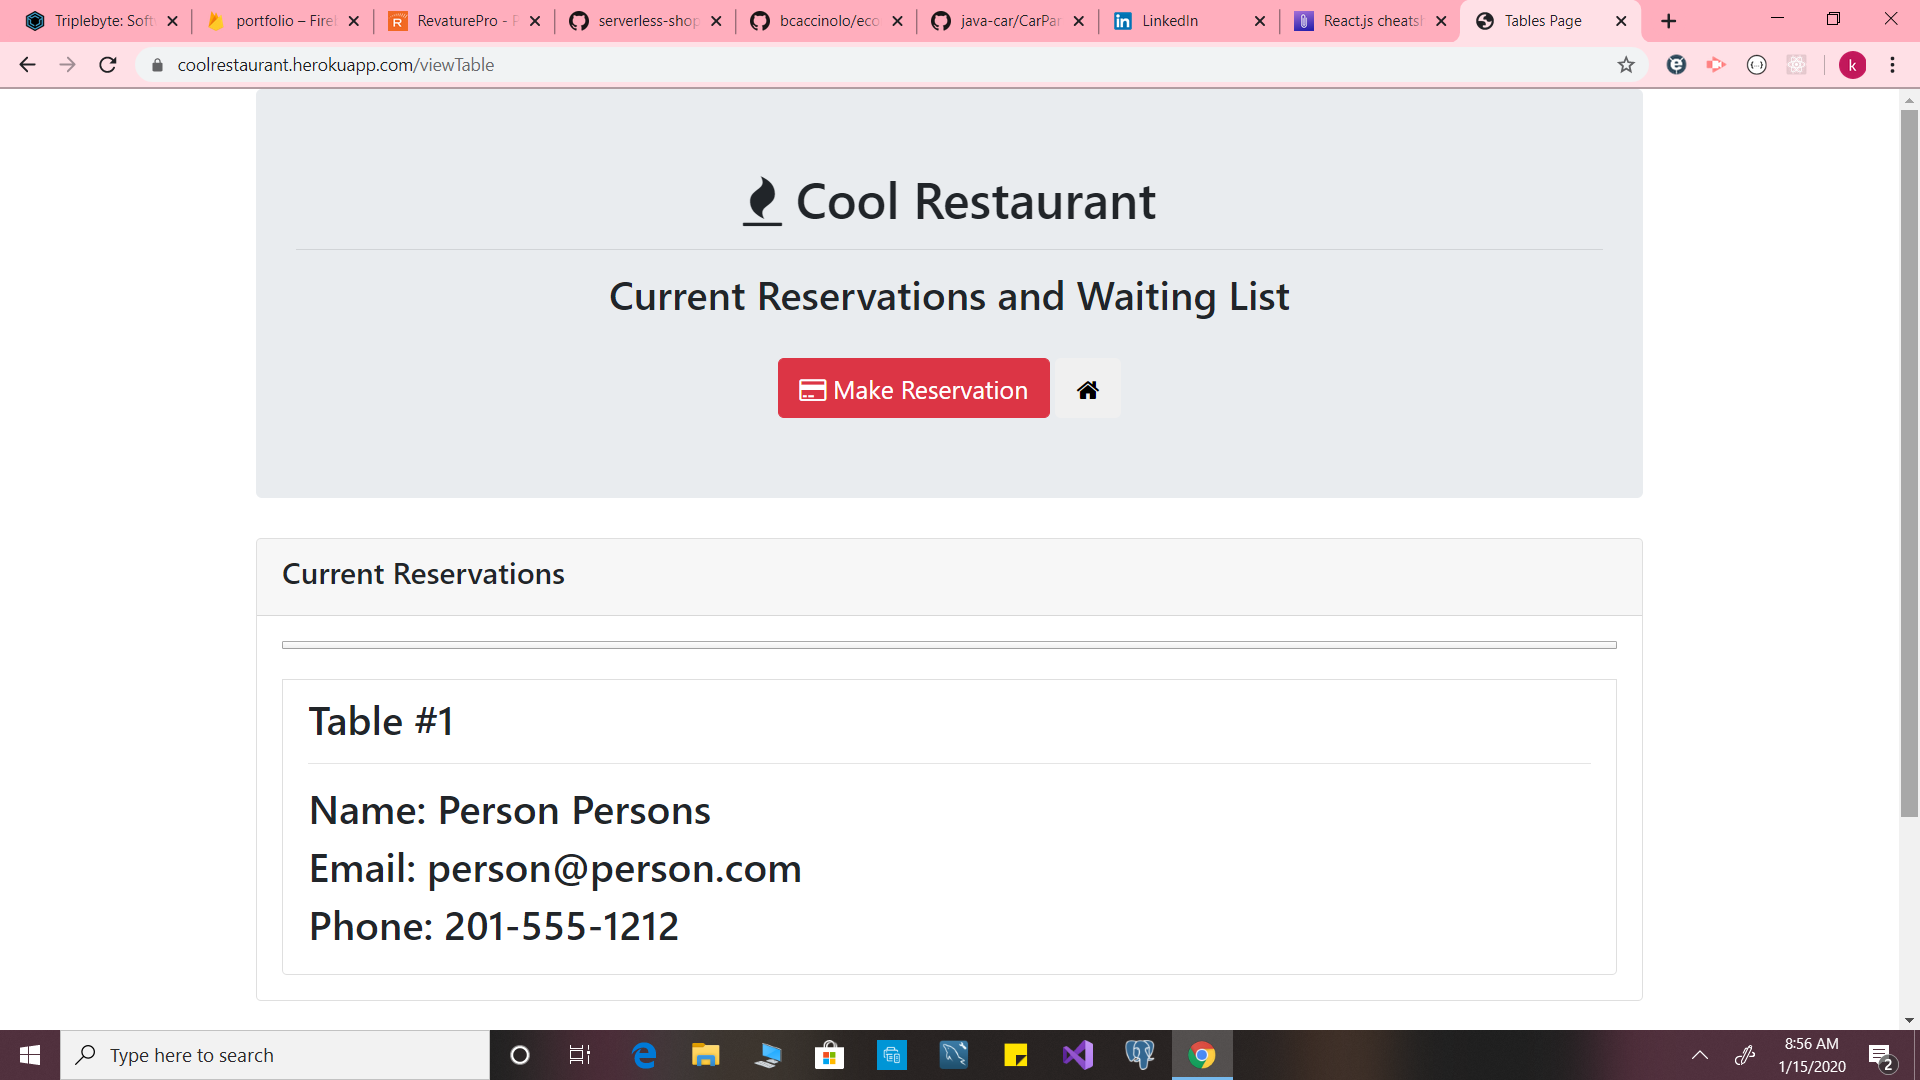 Triplebyte: Soft
portfolio – Fire
RevaturePro - 
serverless-shop
bcaccinolo/eco
java-car/CarPar
LinkedIn
React.js cheats
Tables Page
coolrestaurant.herokuapp.com/viewTable
k
Cool Restaurant
Current Reservations and Waiting List
Make Reservation
Current Reservations
Table #1
Name: Person Persons
Email: person@person.com
Phone: 201-555-1212
Type here to search
8:56 AM
1/15/2020
2